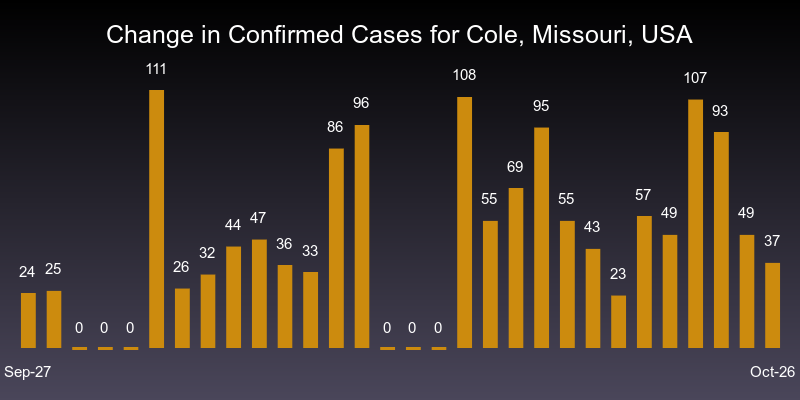 Change in Confirmed Cases for Cole, Missouri, USA
24 25 0 0 0 111 26 32 44 47 36 33 86 96 0 0 0 108 55 69 95 55 43 23 57 49 107 93 49 37
Sep-27 Oct-26